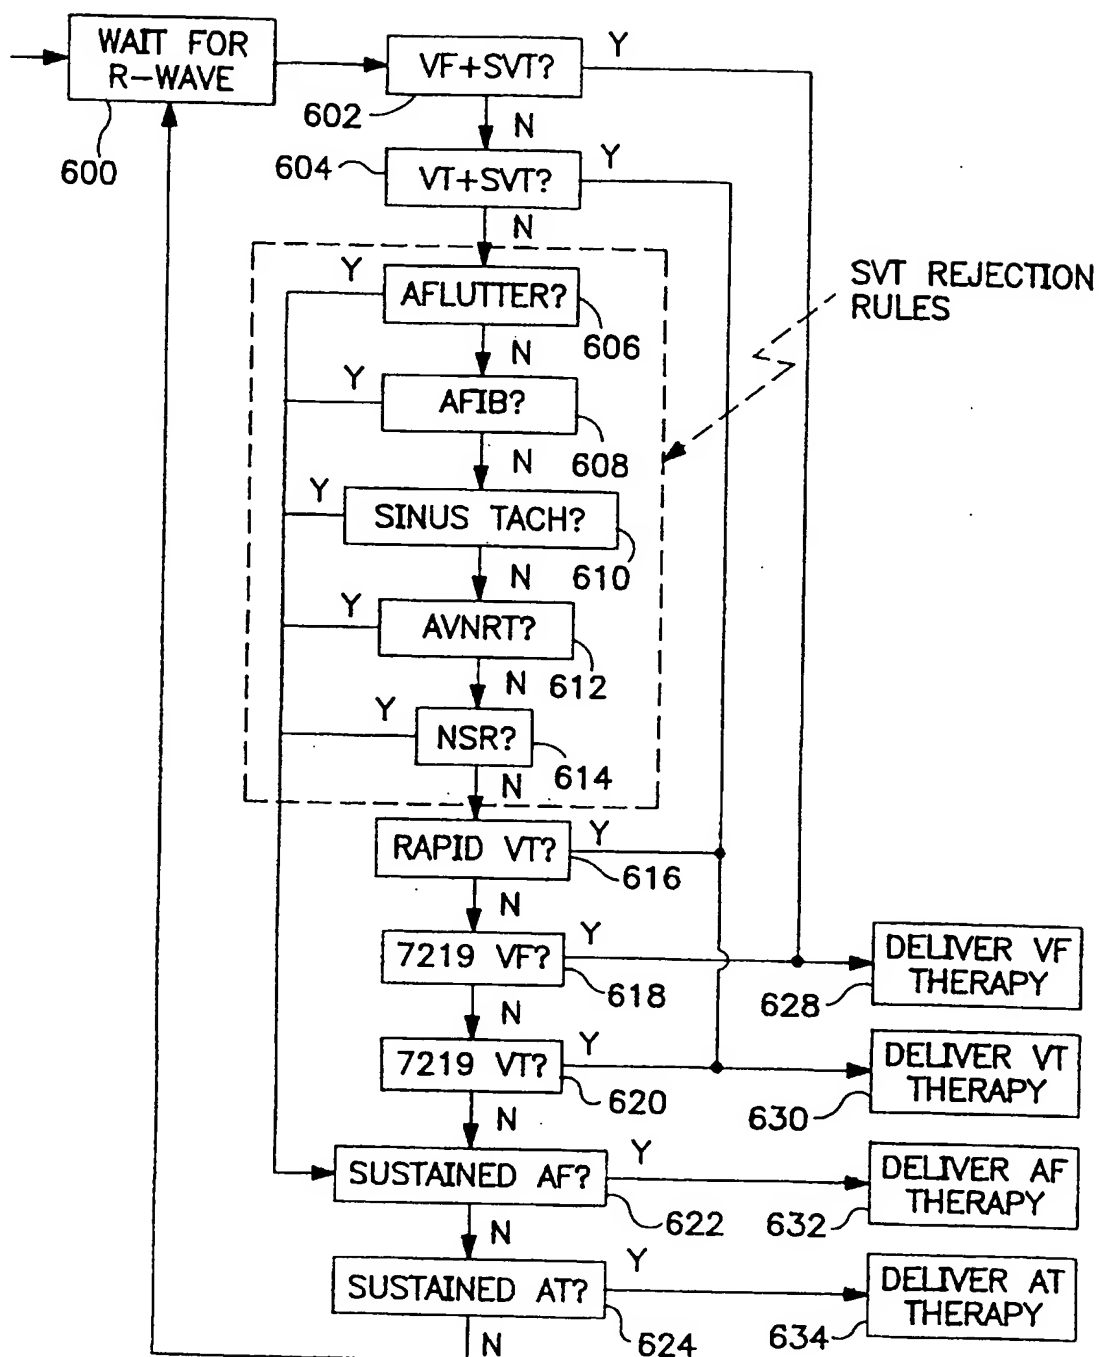 WAIT FOR
R-WAVE
600
VF+SVT?
Y
602
N
604
VT+SVT?
Y
N
SVT REJECTION
RULES
Y
AFLUTTER?
606
N
Y
AFIB?
608
N
Y
SINUS TACH?
610
N
Y
AVNRT?
612
N
Y
NSR?
614
N
RAPID VT?
Y
616
N
7219 VF?
Y
618
DELIVER VF
THERAPY
628
N
7219 VT?
Y
620
DELIVER VT
THERAPY
630
N
SUSTAINED AF?
Y
622
DELIVER AF
THERAPY
632
N
SUSTAINED AT?
Y
624
DELIVER AT
THERAPY
634
N